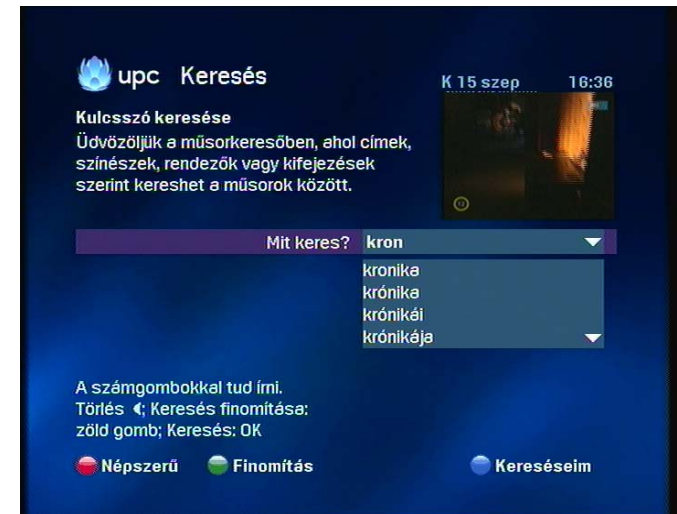 upc Keresés
K 15 szep 16:36
Kulcsszó keresése
Üdvözöljük a műsorkeresőben, ahol címek,
színészek, rendezők vagy kifejezések
szerint kereshet a műsorok között.
Mit keres? kron
kronika
krónika
krónikái
krónikája
A számgombokkal tud írni.
Törlés ; Keresés finomítása:
zöld gomb; Keresés: OK
Népszerű Finomítás Kereséseim